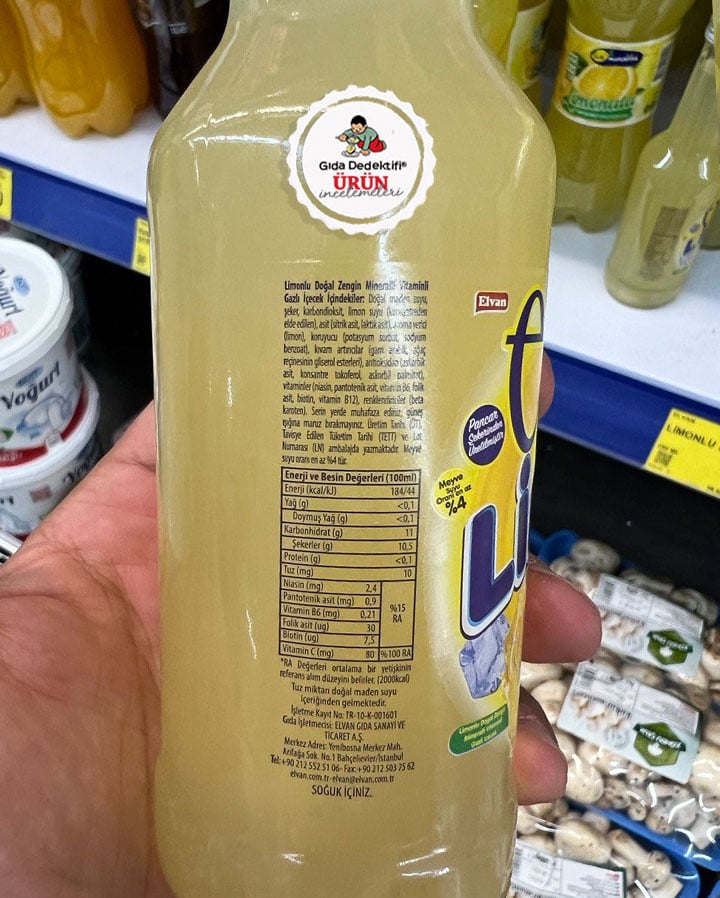 Gıda Dedektifi®
ÜRÜN
incelemeleri
Limonlu Doğal Zengin Mineralli Vitaminli
Gazlı İçecek İçindekiler: Doğal maden suyu,
şeker, karbondioksit, limon suyu (konsantreden
elde edilen), asit (sitrik asit, laktik asit), aroma verici
(limon), koruyucu (potasyum sorbat, sodyum
benzoat), kıvam artırıcılar (gam arabik, ağaç
reçinesinin gliserol esterleri), antioksidan (askorbik
asit, konsantre tokoferol, askorbil palmitat),
vitaminler (niasin, pantotenik asit, vitamin B6, folik
asit, biotin, vitamin B12), renklendiriciler (beta
karoten). Serin yerde muhafaza ediniz, güneş
ışığına maruz bırakmayınız. Üretim Tarihi (ÜT),
Tavsiye Edilen Tüketim Tarihi (TETT) ve Lot
Numarası (LN) ambalajda yazmaktadır. Meyve
suyu oranı en az %4 tür.
Enerji ve Besin Değerleri (100ml)
Enerji (kcal/kJ) 184/44
Yağ (g) <0,1
Doymuş Yağ (g) <0,1
Karbonhidrat (g) 11
Şekerler (g) 10,5
Protein (g) <0,1
Tuz (mg) 10
Niasin (mg) 2,4
Pantotenik asit (mg) 0,9
Vitamin B6 (mg) 0,21
Folik asit (ug) 30
Biotin (ug) 7,5
%15
RA
Vitamin C (mg) 80 %100 RA
*RA Değerleri ortalama bir yetişkinin
referans alım düzeyini belirler. (2000kcal)
Tuz miktarı doğal maden suyu
içeriğinden gelmektedir.
İşletme Kayıt No: TR-10-K-001601
Gıda İşletmecisi: ELVAN GIDA SANAYİ VE
TİCARET A.Ş.
Merkez Adres: Yenibosna Merkez Mah.
Arifağa Sok. No.1 Bahçelievler/İstanbul
Tel:+90 212 552 51 06- Fax:+90 212 503 75 62
elvan.com.tr-elvan@elvan.com.tr
SOĞUK İÇİNİZ.
Elvan
Pancar
Şekerinden
Üretilmiştir
Meyve
Suyu
Oranı en az
%4
Li
Limonlu Doğal Zengin
Mineralli Vitaminli
Gazlı İçecek
Yoğurt
Yoğurt
limonlu
LİMONLU